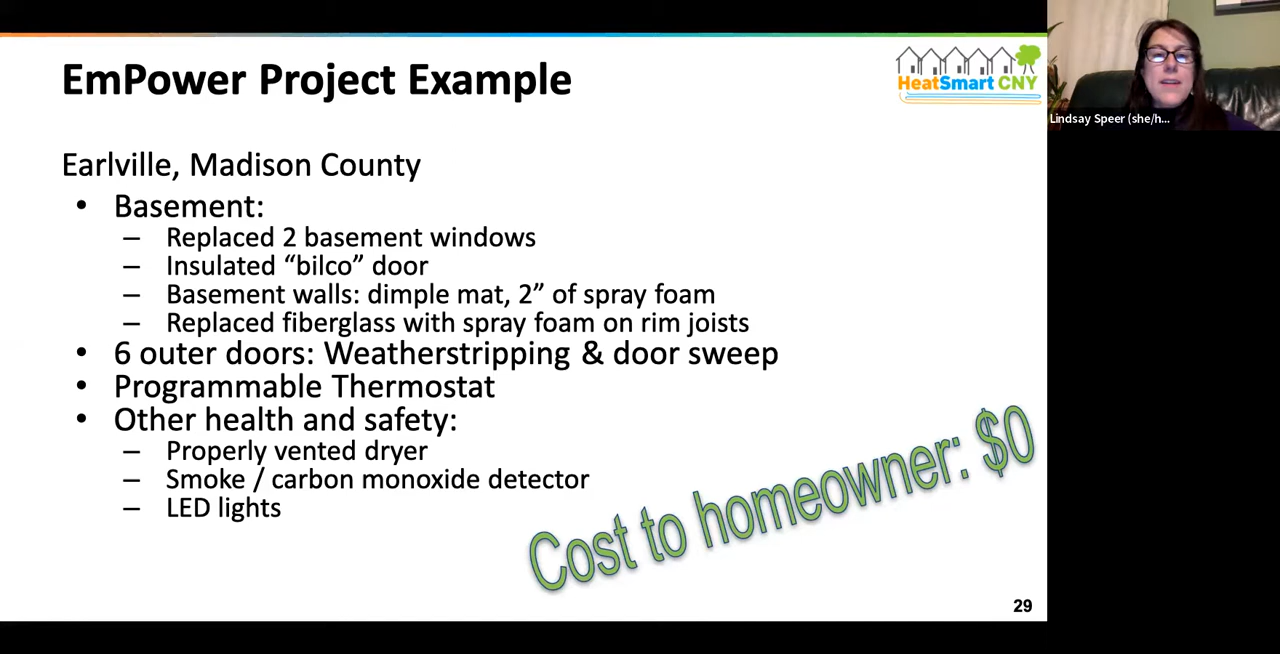 EmPower Project Example
HeatSmart CNY
Lindsay Speer (she/h...
Earlville, Madison County
• Basement:
– Replaced 2 basement windows
– Insulated “bilco” door
– Basement walls: dimple mat, 2” of spray foam
– Replaced fiberglass with spray foam on rim joists
• 6 outer doors: Weatherstripping & door sweep
• Programmable Thermostat
• Other health and safety:
– Properly vented dryer
– Smoke / carbon monoxide detector
– LED lights
Cost to homeowner: $0
29